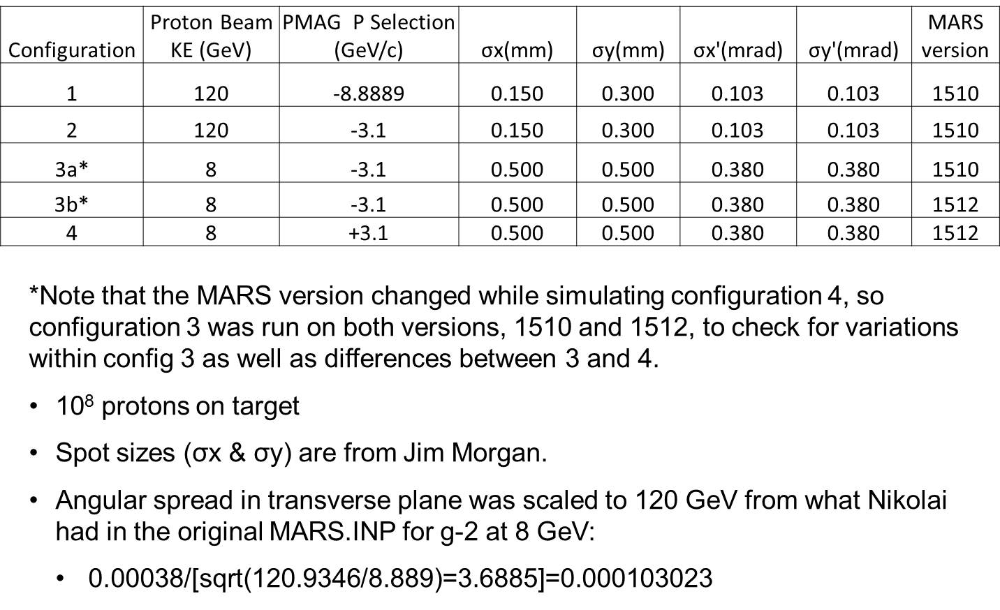 Configuration | Proton Beam KE (GeV) | PMAG P Selection (GeV/c) | σx(mm) | σy(mm) | σx'(mrad) | σy'(mrad) | MARS version
1 | 120 | -8.8889 | 0.150 | 0.300 | 0.103 | 0.103 | 1510
2 | 120 | -3.1 | 0.150 | 0.300 | 0.103 | 0.103 | 1510
3a* | 8 | -3.1 | 0.500 | 0.500 | 0.380 | 0.380 | 1510
3b* | 8 | -3.1 | 0.500 | 0.500 | 0.380 | 0.380 | 1512
4 | 8 | +3.1 | 0.500 | 0.500 | 0.380 | 0.380 | 1512
*Note that the MARS version changed while simulating configuration 4, so
configuration 3 was run on both versions, 1510 and 1512, to check for variations
within config 3 as well as differences between 3 and 4.
• 10⁸ protons on target
• Spot sizes (σx & σy) are from Jim Morgan.
• Angular spread in transverse plane was scaled to 120 GeV from what Nikolai
had in the original MARS.INP for g-2 at 8 GeV:
• 0.00038/[sqrt(120.9346/8.889)=3.6885]=0.000103023